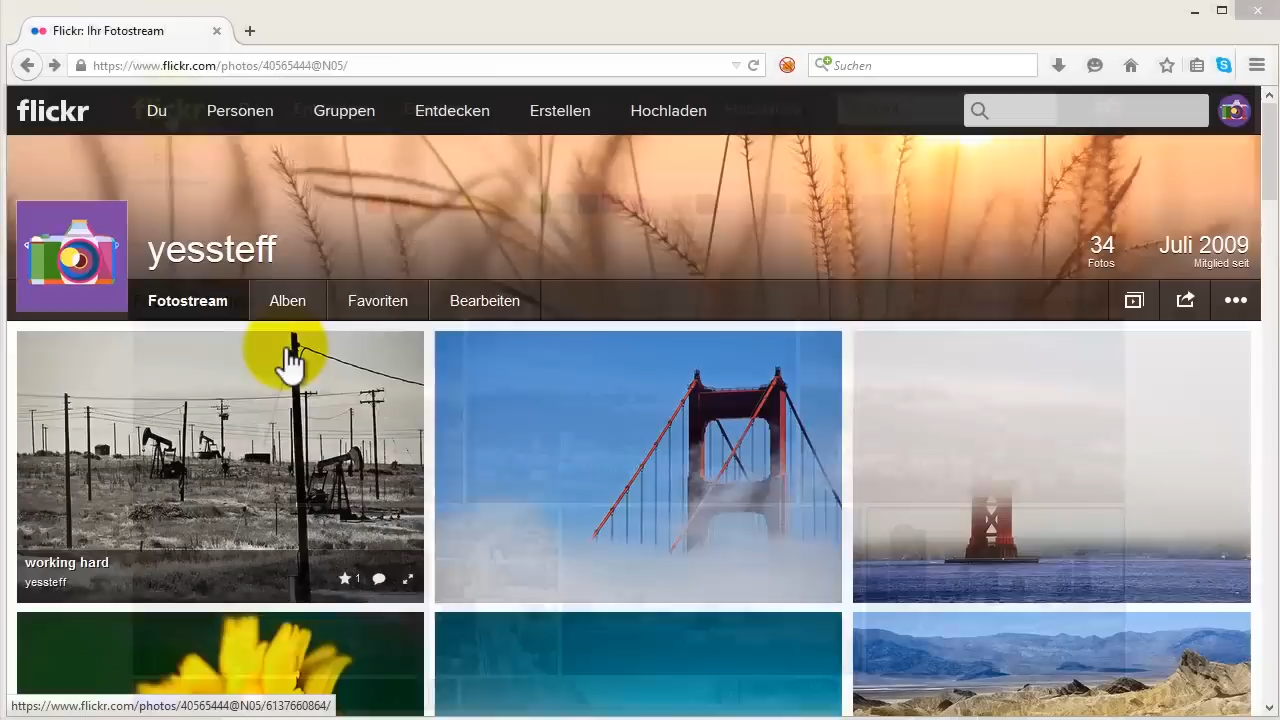 Flickr: Ihr Fotostream
https://www.flickr.com/photos/40565444@N05/
Suchen
flickr Du Personen Gruppen Entdecken Erstellen Hochladen
yessteff
34 Juli 2009
Fotos Mitglied seit
Fotostream Alben Favoriten Bearbeiten
working hard
yessteff
1
https://www.flickr.com/photos/40565444@N05/6137660864/